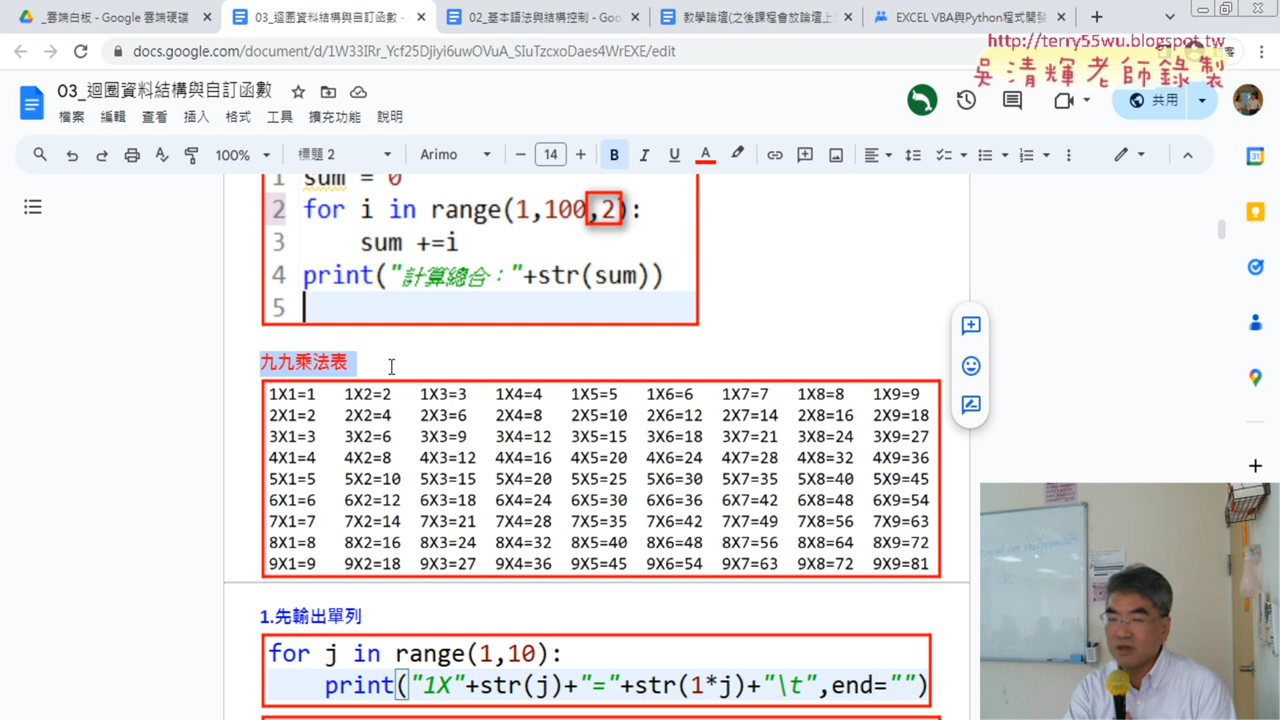 _雲端白板 - Google 雲端硬碟
03_迴圈資料結構與自訂函數 -
02_基本語法與結構控制 - Goo
教學論壇(之後課程會放論壇上
EXCEL VBA與Python程式開發
docs.google.com/document/d/1W33IRr_Ycf25Djiyi6uwOVuA_SIuTzcxoDaes4WrEXE/edit
http://terry55wu.blogspot.tw
吳清輝老師錄製
03_迴圈資料結構與自訂函數
檔案 編輯 查看 插入 格式 工具 擴充功能 說明
共用
100% 標題 2 Arimo 14 B I U A
1 sum = 0
2 for i in range(1,100,2):
3 sum +=i
4 print("計算總合："+str(sum))
5
九九乘法表
1X1=1 1X2=2 1X3=3 1X4=4 1X5=5 1X6=6 1X7=7 1X8=8 1X9=9
2X1=2 2X2=4 2X3=6 2X4=8 2X5=10 2X6=12 2X7=14 2X8=16 2X9=18
3X1=3 3X2=6 3X3=9 3X4=12 3X5=15 3X6=18 3X7=21 3X8=24 3X9=27
4X1=4 4X2=8 4X3=12 4X4=16 4X5=20 4X6=24 4X7=28 4X8=32 4X9=36
5X1=5 5X2=10 5X3=15 5X4=20 5X5=25 5X6=30 5X7=35 5X8=40 5X9=45
6X1=6 6X2=12 6X3=18 6X4=24 6X5=30 6X6=36 6X7=42 6X8=48 6X9=54
7X1=7 7X2=14 7X3=21 7X4=28 7X5=35 7X6=42 7X7=49 7X8=56 7X9=63
8X1=8 8X2=16 8X3=24 8X4=32 8X5=40 8X6=48 8X7=56 8X8=64 8X9=72
9X1=9 9X2=18 9X3=27 9X4=36 9X5=45 9X6=54 9X7=63 9X8=72 9X9=81
1.先輸出單列
for j in range(1,10):
print("1X"+str(j)+"="+str(1*j)+"\t",end="")